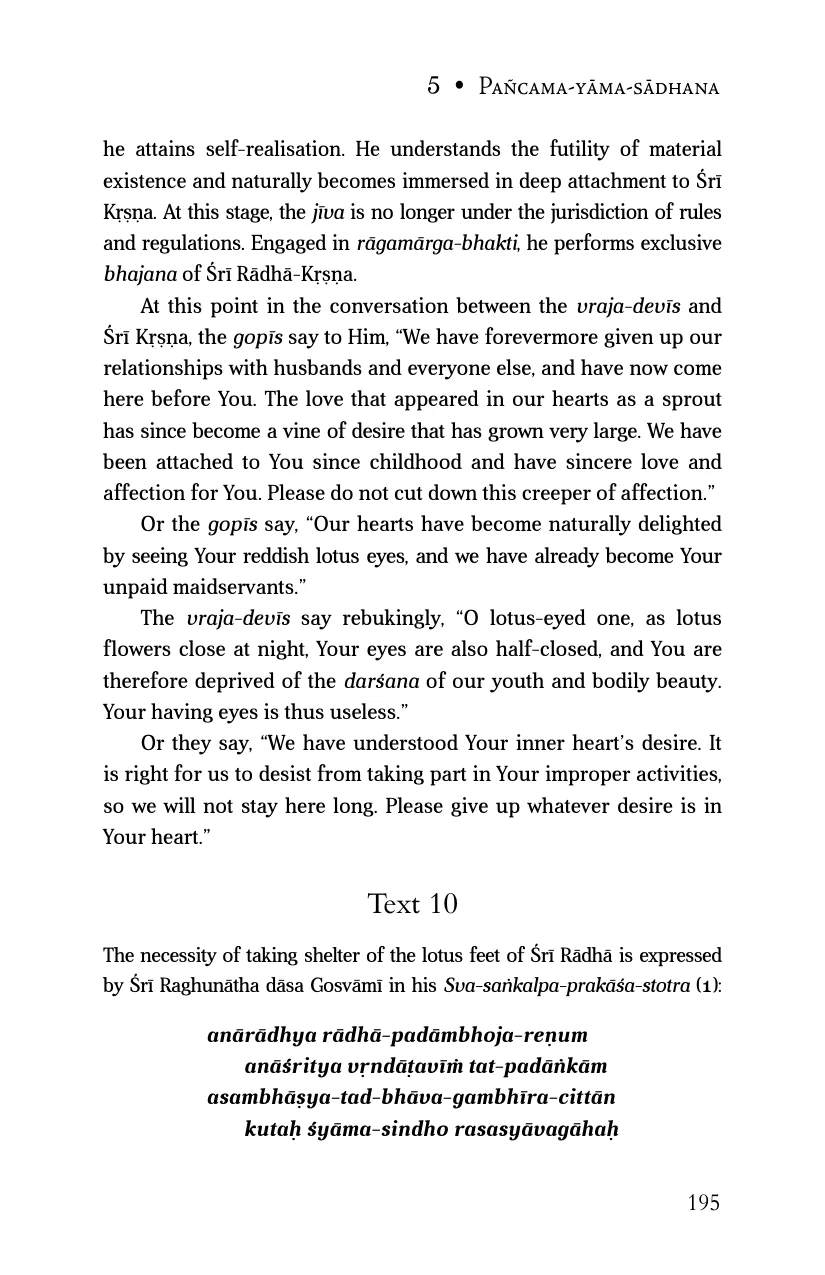 5 • Pañcama-yāma-sādhana
he attains self-realisation. He understands the futility of material
existence and naturally becomes immersed in deep attachment to Śrī
Kṛṣṇa. At this stage, the jīva is no longer under the jurisdiction of rules
and regulations. Engaged in rāgamārga-bhakti, he performs exclusive
bhajana of Śrī Rādhā-Kṛṣṇa.
At this point in the conversation between the vraja-devīs and
Śrī Kṛṣṇa, the gopīs say to Him, “We have forevermore given up our
relationships with husbands and everyone else, and have now come
here before You. The love that appeared in our hearts as a sprout
has since become a vine of desire that has grown very large. We have
been attached to You since childhood and have sincere love and
affection for You. Please do not cut down this creeper of affection.”
Or the gopīs say, “Our hearts have become naturally delighted
by seeing Your reddish lotus eyes, and we have already become Your
unpaid maidservants.”
The vraja-devīs say rebukingly, “O lotus-eyed one, as lotus
flowers close at night, Your eyes are also half-closed, and You are
therefore deprived of the darśana of our youth and bodily beauty.
Your having eyes is thus useless.”
Or they say, “We have understood Your inner heart’s desire. It
is right for us to desist from taking part in Your improper activities,
so we will not stay here long. Please give up whatever desire is in
Your heart.”
Text 10
The necessity of taking shelter of the lotus feet of Śrī Rādhā is expressed
by Śrī Raghunātha dāsa Gosvāmī in his Sva-saṅkalpa-prakāśa-stotra (1):
anārādhya rādhā-padāmbhoja-reṇum
anāśritya vṛndāṭavīṁ tat-padāṅkām
asambhāṣya-tad-bhāva-gambhīra-cittān
kutaḥ śyāma-sindho rasasyāvagāhaḥ
195